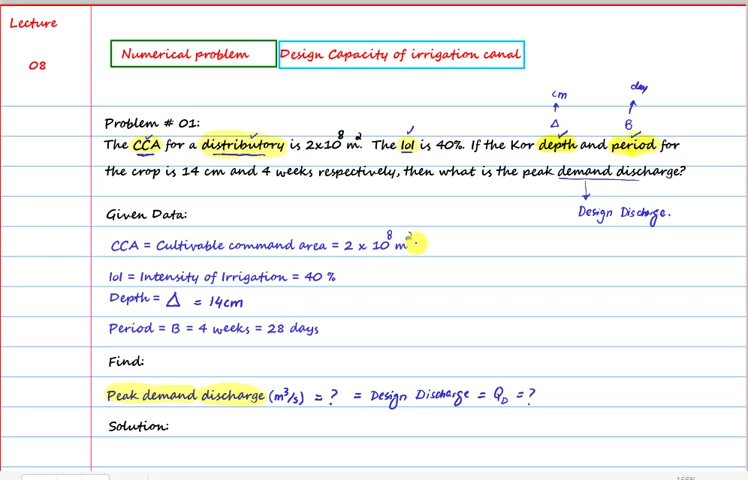 Lecture
08
Numerical problem
Design Capacity of irrigation canal
cm
day
Problem # 01:
Δ
B
The CCA for a distributory is 2x10⁸ m². The IoI is 40%. If the Kor depth and period for
the crop is 14 cm and 4 weeks respectively, then what is the peak demand discharge?
Design Discharge.
Given Data:
CCA = Cultivable command area = 2 x 10⁸ m²
IoI = Intensity of Irrigation = 40 %
Depth = Δ = 14cm
Period = B = 4 weeks = 28 days
Find:
Peak demand discharge (m³/s) = ? = Design Discharge = Q_D = ?
Solution: